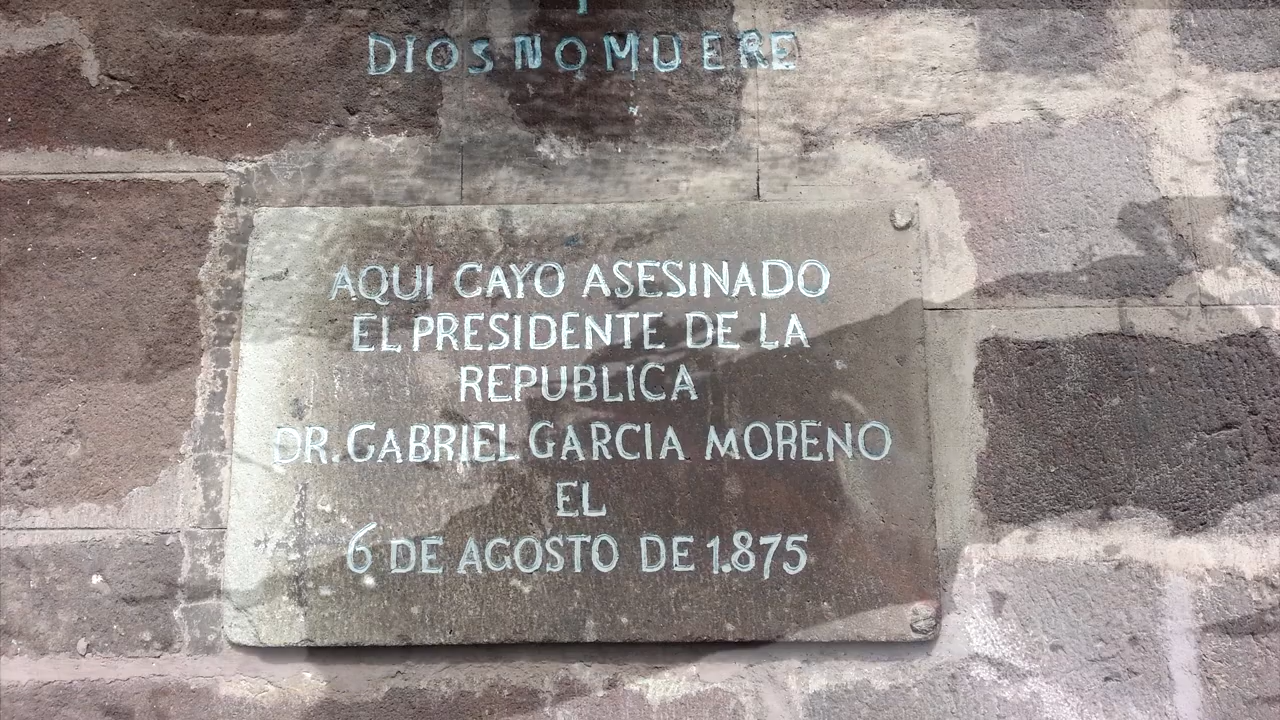 DIOS NO MUERE
AQUI CAYO ASESINADO
EL PRESIDENTE DE LA
REPUBLICA
DR. GABRIEL GARCIA MORENO
EL
6 DE AGOSTO DE 1.875